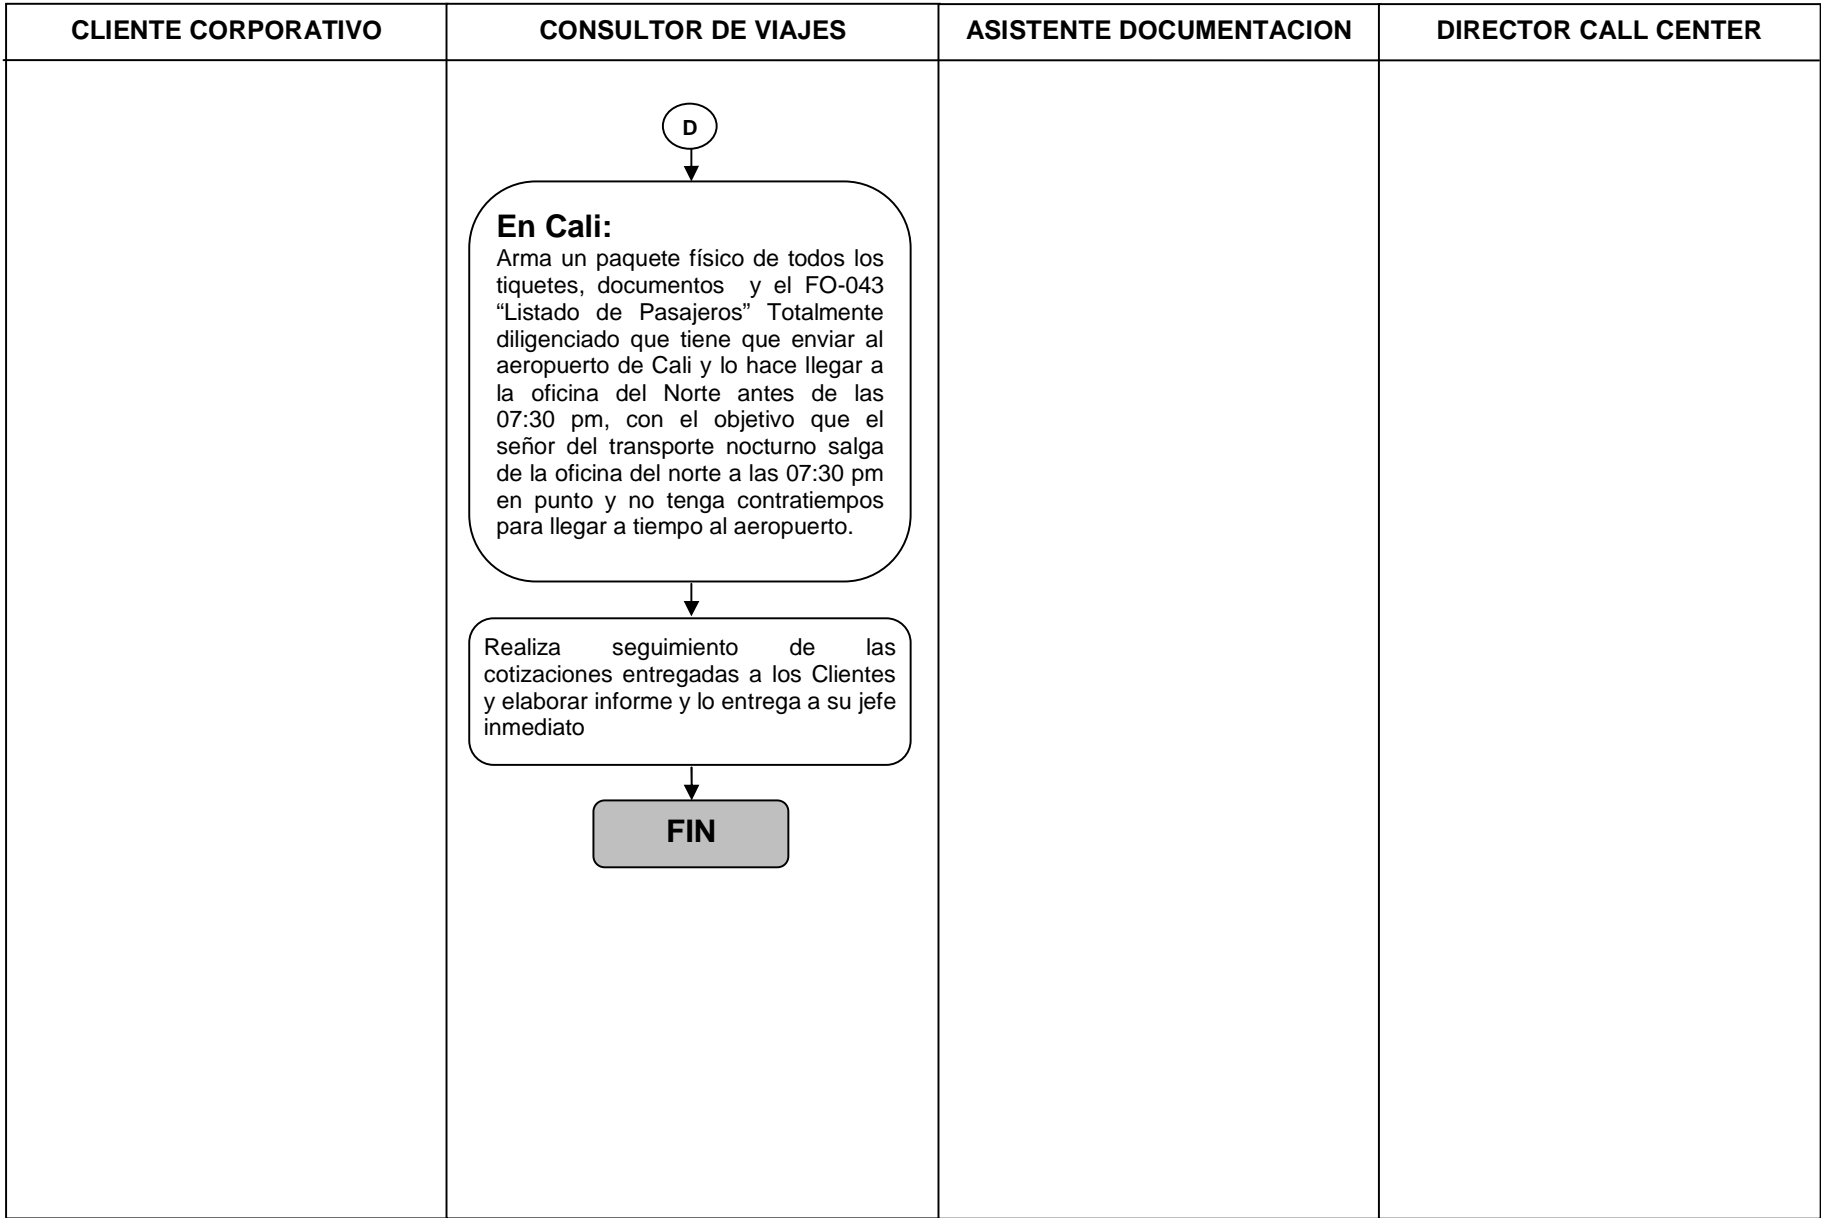 CLIENTE CORPORATIVO
CONSULTOR DE VIAJES
ASISTENTE DOCUMENTACION
DIRECTOR CALL CENTER
D
En Cali:
Arma un paquete físico de todos los
tiquetes, documentos y el FO-043
“Listado de Pasajeros” Totalmente
diligenciado que tiene que enviar al
aeropuerto de Cali y lo hace llegar a
la oficina del Norte antes de las
07:30 pm, con el objetivo que el
señor del transporte nocturno salga
de la oficina del norte a las 07:30 pm
en punto y no tenga contratiempos
para llegar a tiempo al aeropuerto.
Realiza seguimiento de las
cotizaciones entregadas a los Clientes
y elaborar informe y lo entrega a su jefe
inmediato
FIN